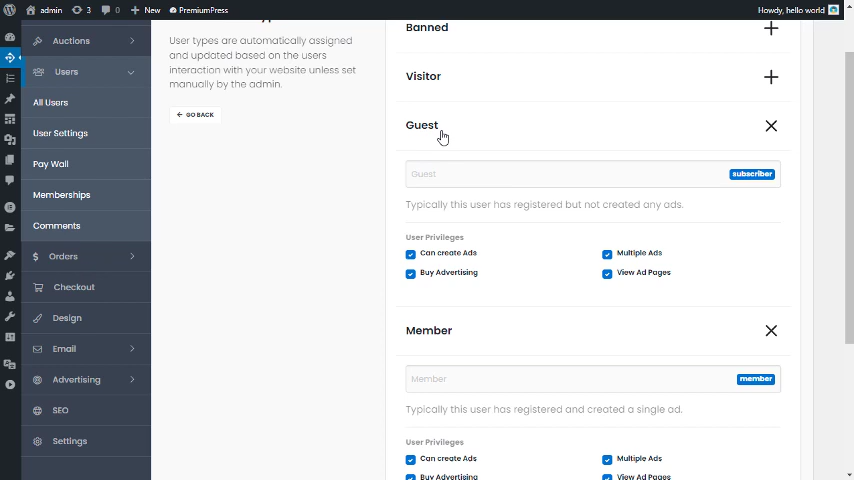 admin 3 0 New PremiumPress Howdy, hello world
Auctions
Users
All Users
User Settings
Pay Wall
Memberships
Comments
$ Orders
Checkout
Design
Email
Advertising
SEO
Settings
User types are automatically assigned
and updated based on the users
interaction with your website unless set
manually by the admin.
← GO BACK
Banned
Visitor
Guest
Guest subscriber
Typically this user has registered but not created any ads.
User Privileges
Can create Ads Multiple Ads
Buy Advertising View Ad Pages
Member
Member member
Typically this user has registered and created a single ad.
User Privileges
Can create Ads Multiple Ads
Buy Advertising View Ad Pages